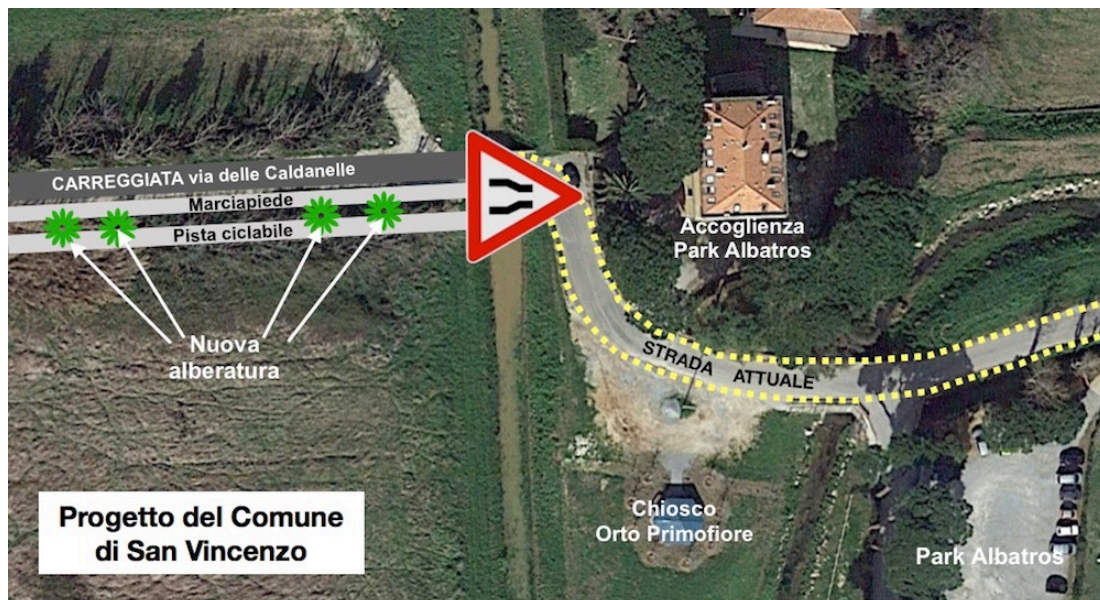 CARREGGIATA via delle Caldanelle
Marciapiede
Pista ciclabile
Nuova
alberatura
Accoglienza
Park Albatros
STRADA ATTUALE
Chiosco
Orto Primofiore
Park Albatros
Progetto del Comune
di San Vincenzo